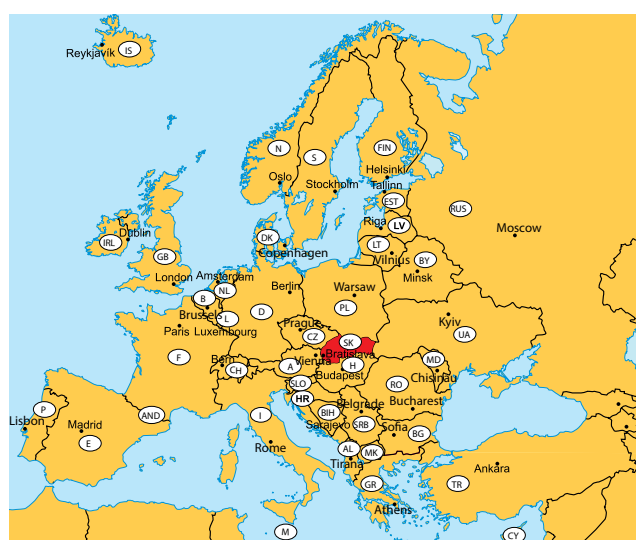 IS
Reykjavík
N
S
FIN
Helsinki
Oslo
Stockholm
Tallinn
EST
RUS
Riga
LV
Moscow
Dublin
IRL
DK
Copenhagen
LT
GB
Vilnius
BY
Minsk
London
Amsterdam
NL
Berlin
Warsaw
B
Brussels
D
PL
Kyiv
L
Prague
Paris
Luxembourg
CZ
SK
UA
F
Bratislava
Bern
CH
Vienna
A
H
MD
Budapest
Chisinau
SLO
RO
HR
P
AND
I
BIH
Belgrade
Bucharest
Lisbon
Madrid
Sarajevo
SRB
Sofia
BG
E
Rome
AL
MK
Tirana
Ankara
GR
TR
Athens
M
CY